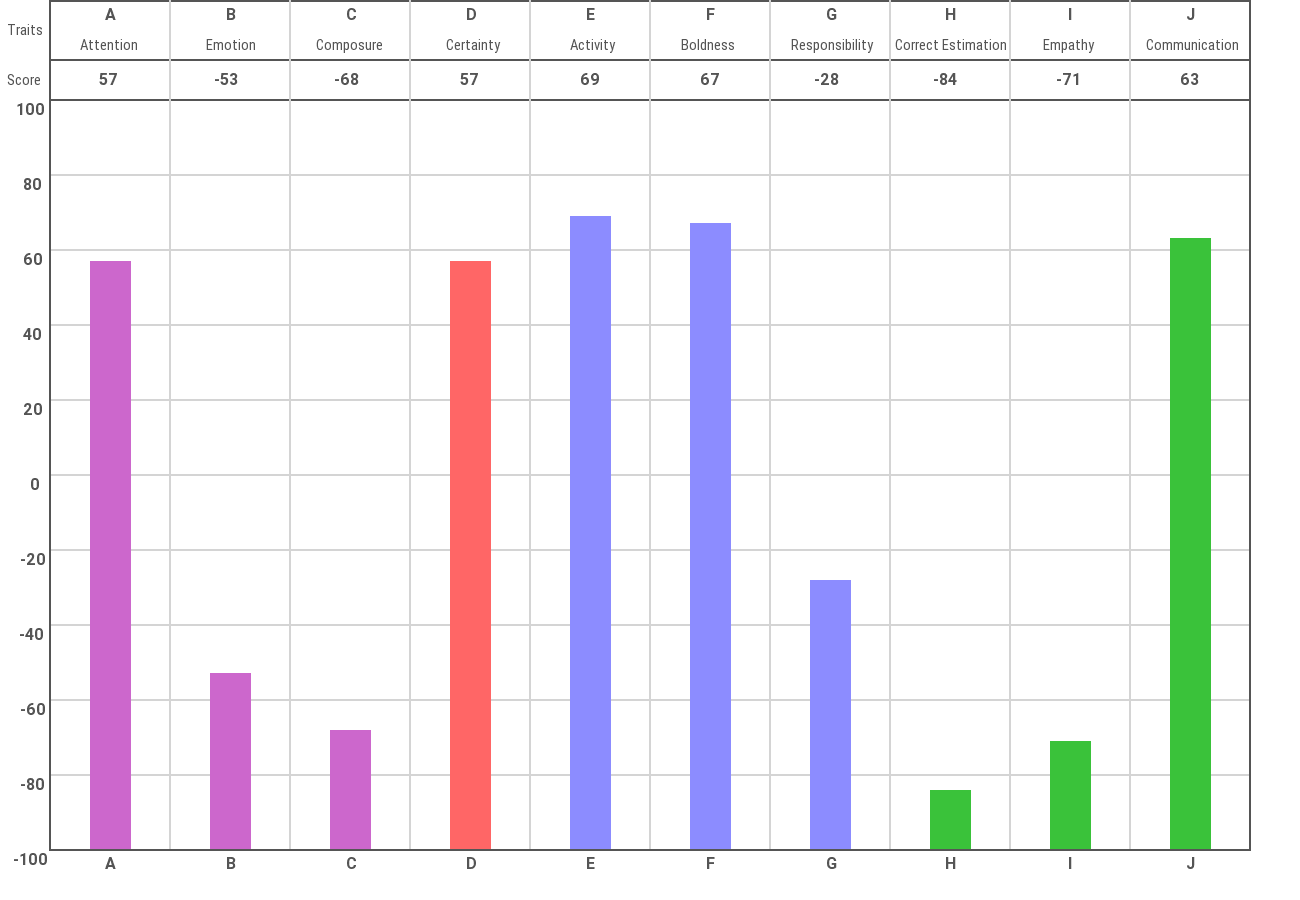 A B C D E F G H I J
Traits
Attention Emotion Composure Certainty Activity Boldness Responsibility Correct Estimation Empathy Communication
Score 57 -53 -68 57 69 67 -28 -84 -71 63
100
80
60
40
20
0
-20
-40
-60
-80
-100
A B C D E F G H I J